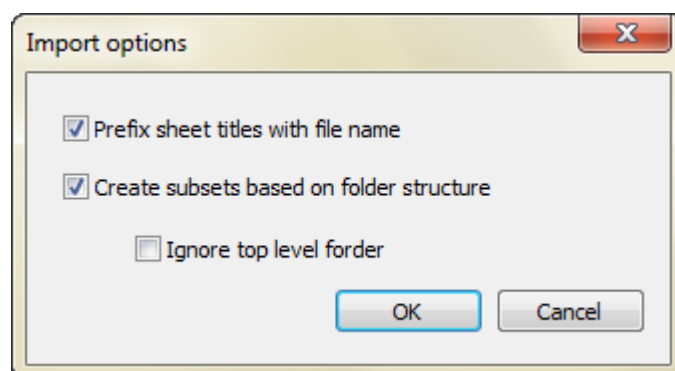 Import options
Prefix sheet titles with file name
Create subsets based on folder structure
Ignore top level forder
OK Cancel